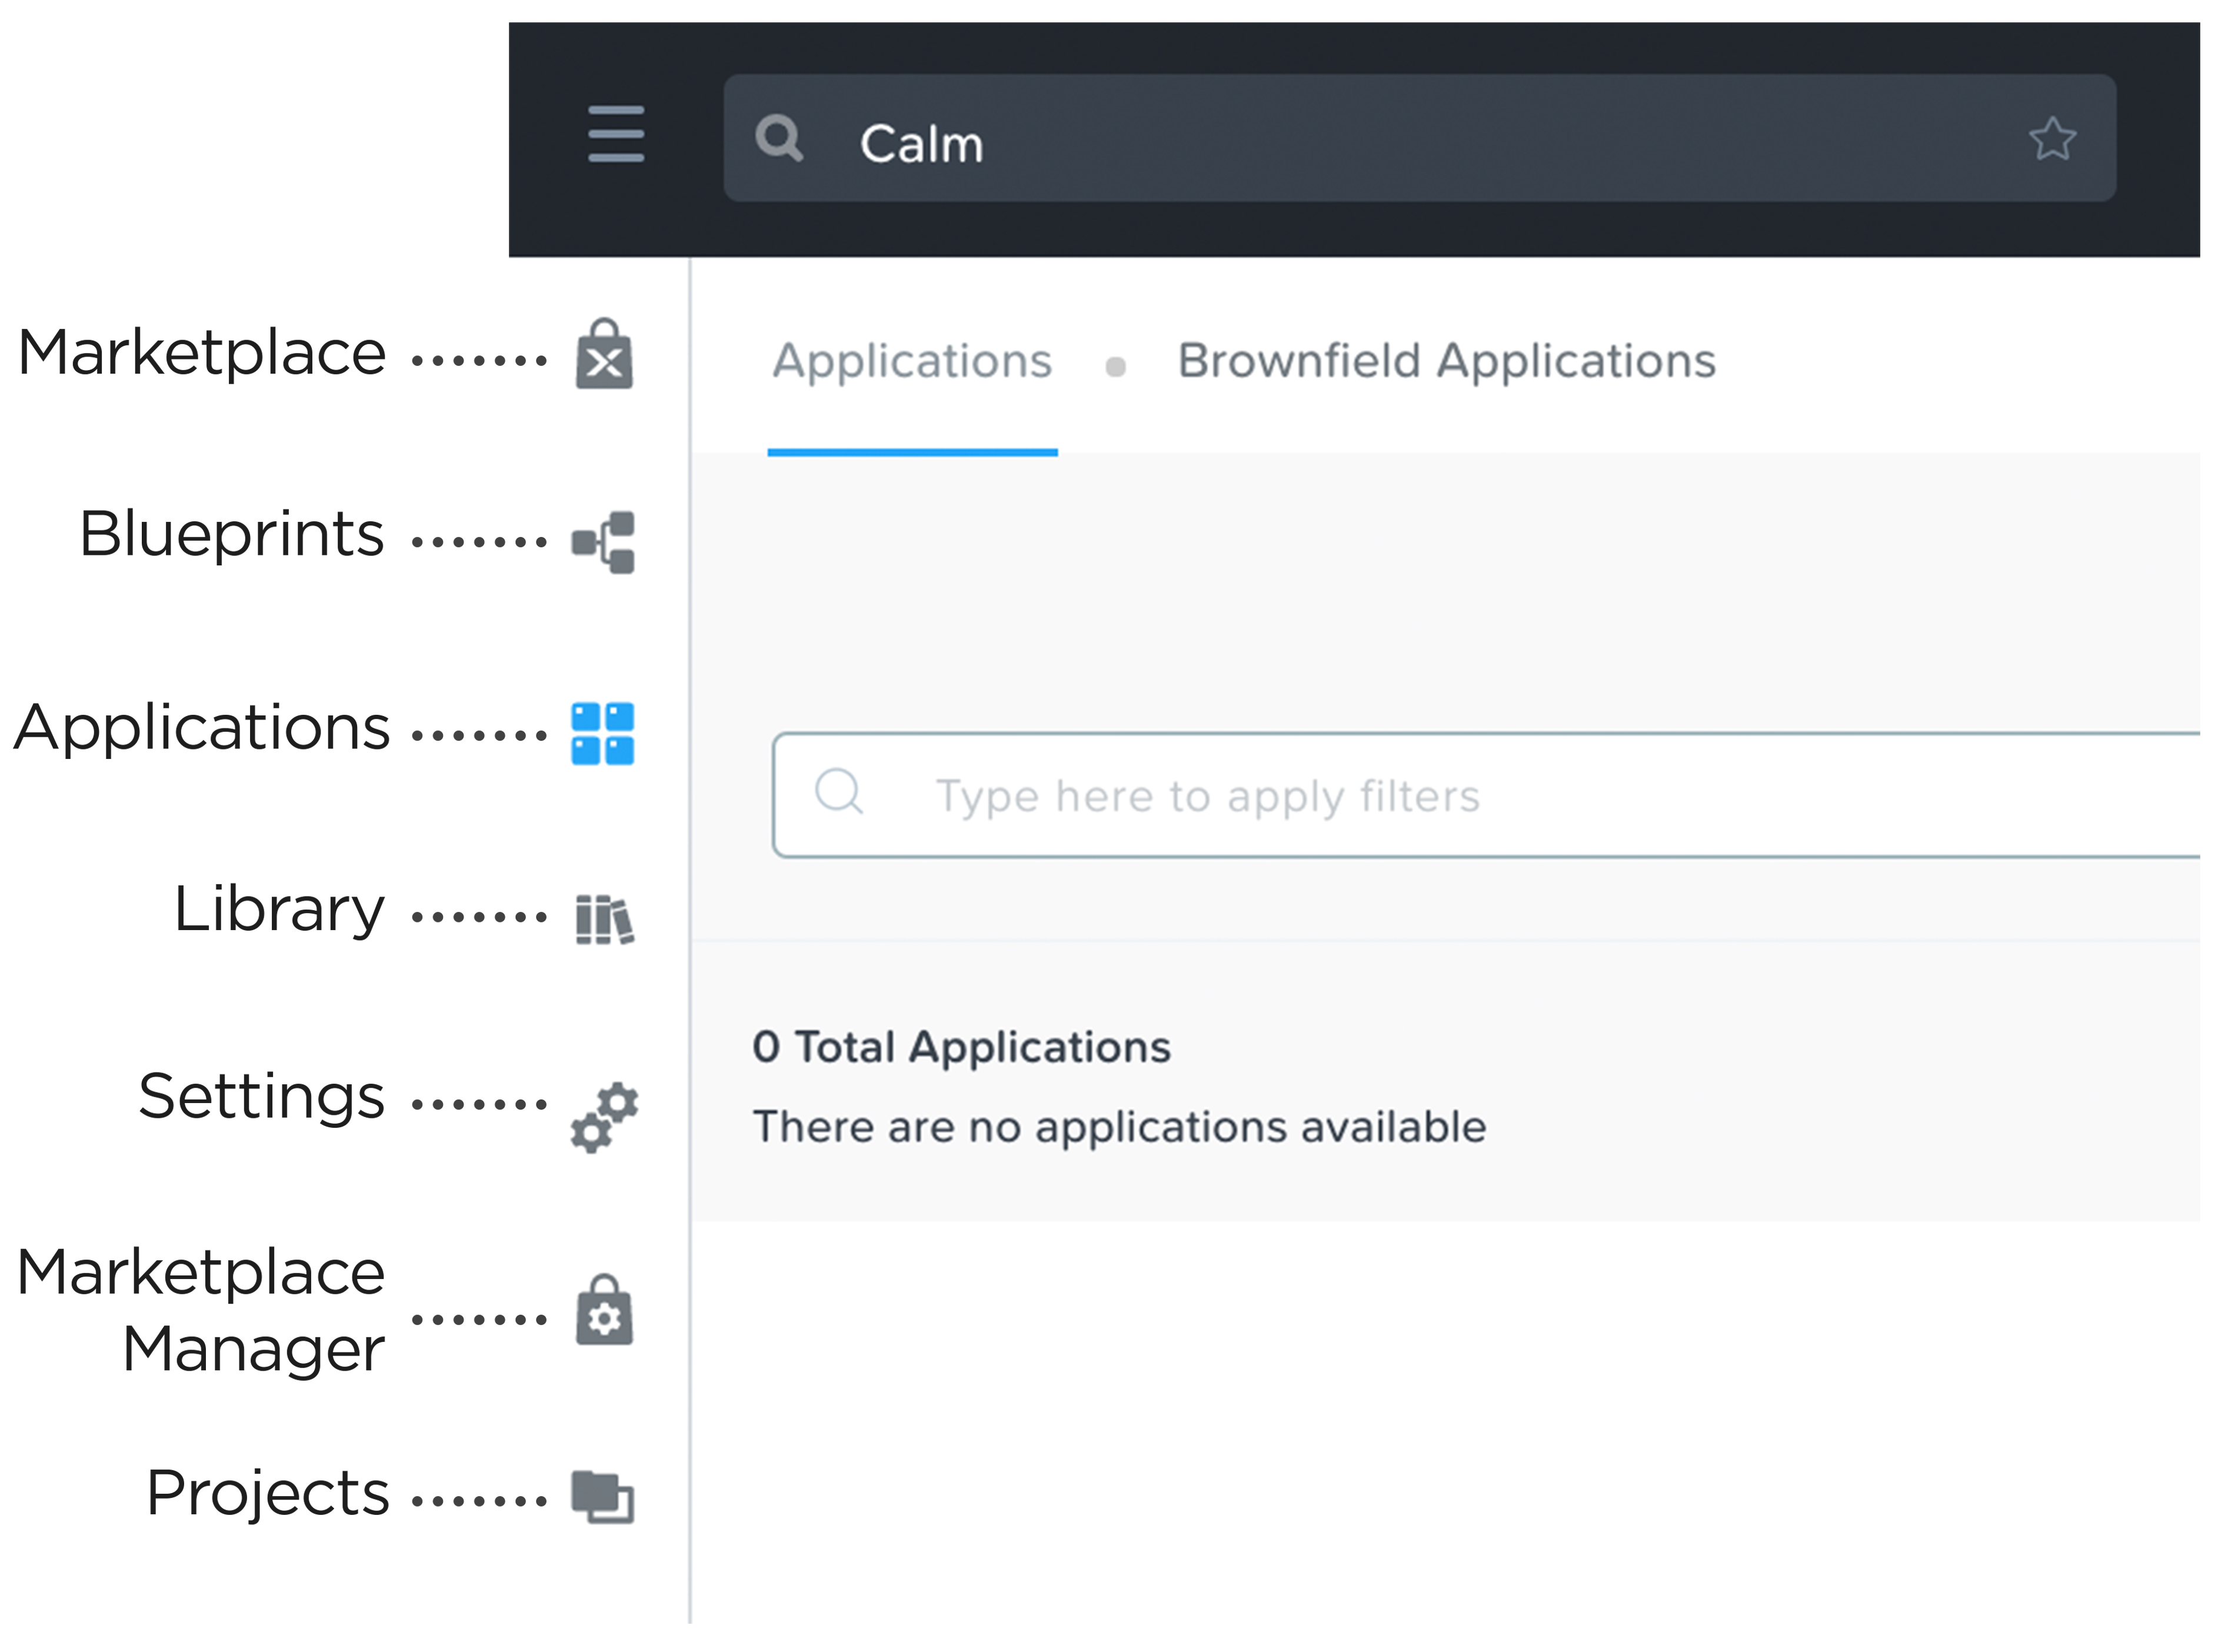 Calm
Marketplace
Applications Brownfield Applications
Blueprints
Applications
Type here to apply filters
Library
0 Total Applications
Settings
There are no applications available
Marketplace
Manager
Projects